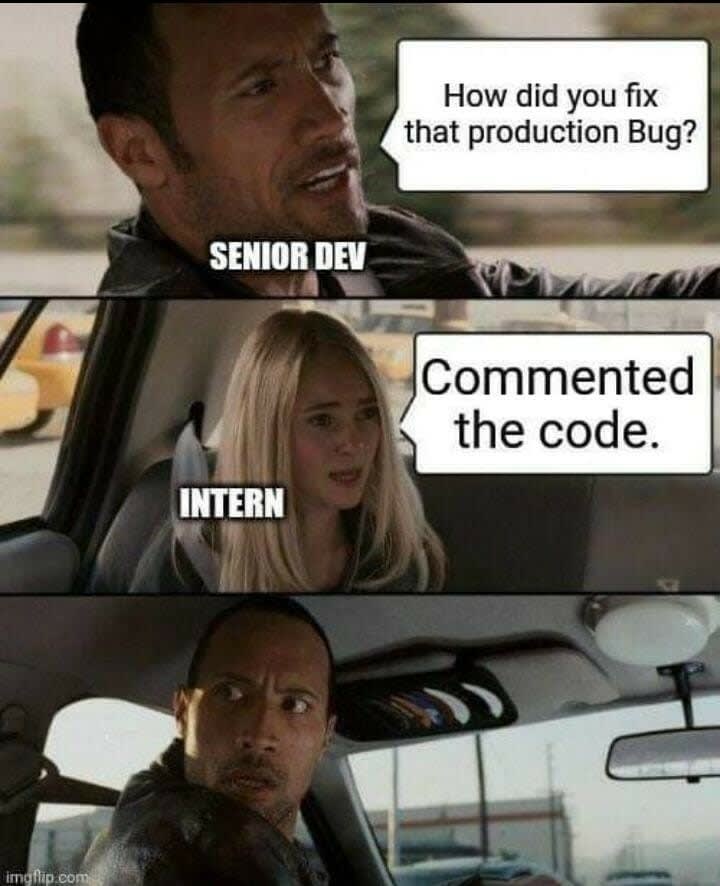 How did you fix
that production Bug?
SENIOR DEV
Commented
the code.
INTERN
imgflip.com